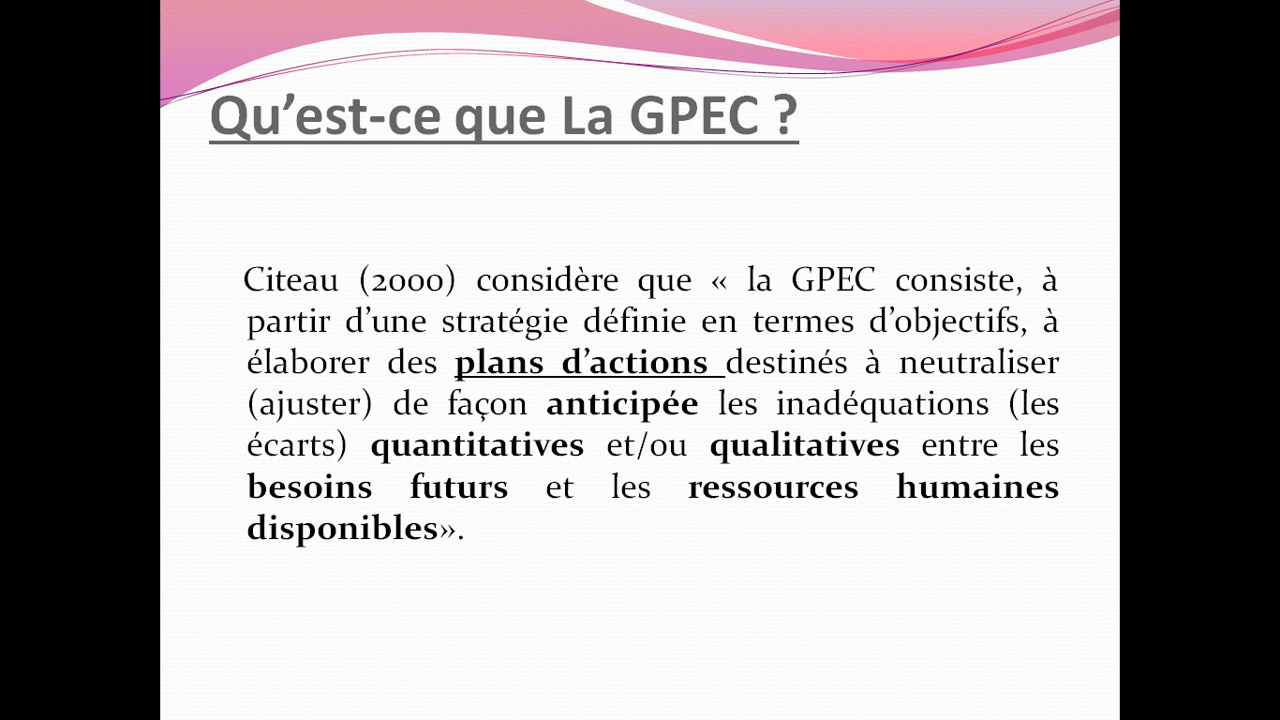 Qu’est-ce que La GPEC ?
Citeau (2000) considère que « la GPEC consiste, à
partir d’une stratégie définie en termes d’objectifs, à
élaborer des plans d’actions destinés à neutraliser
(ajuster) de façon anticipée les inadéquations (les
écarts) quantitatives et/ou qualitatives entre les
besoins futurs et les ressources humaines
disponibles».